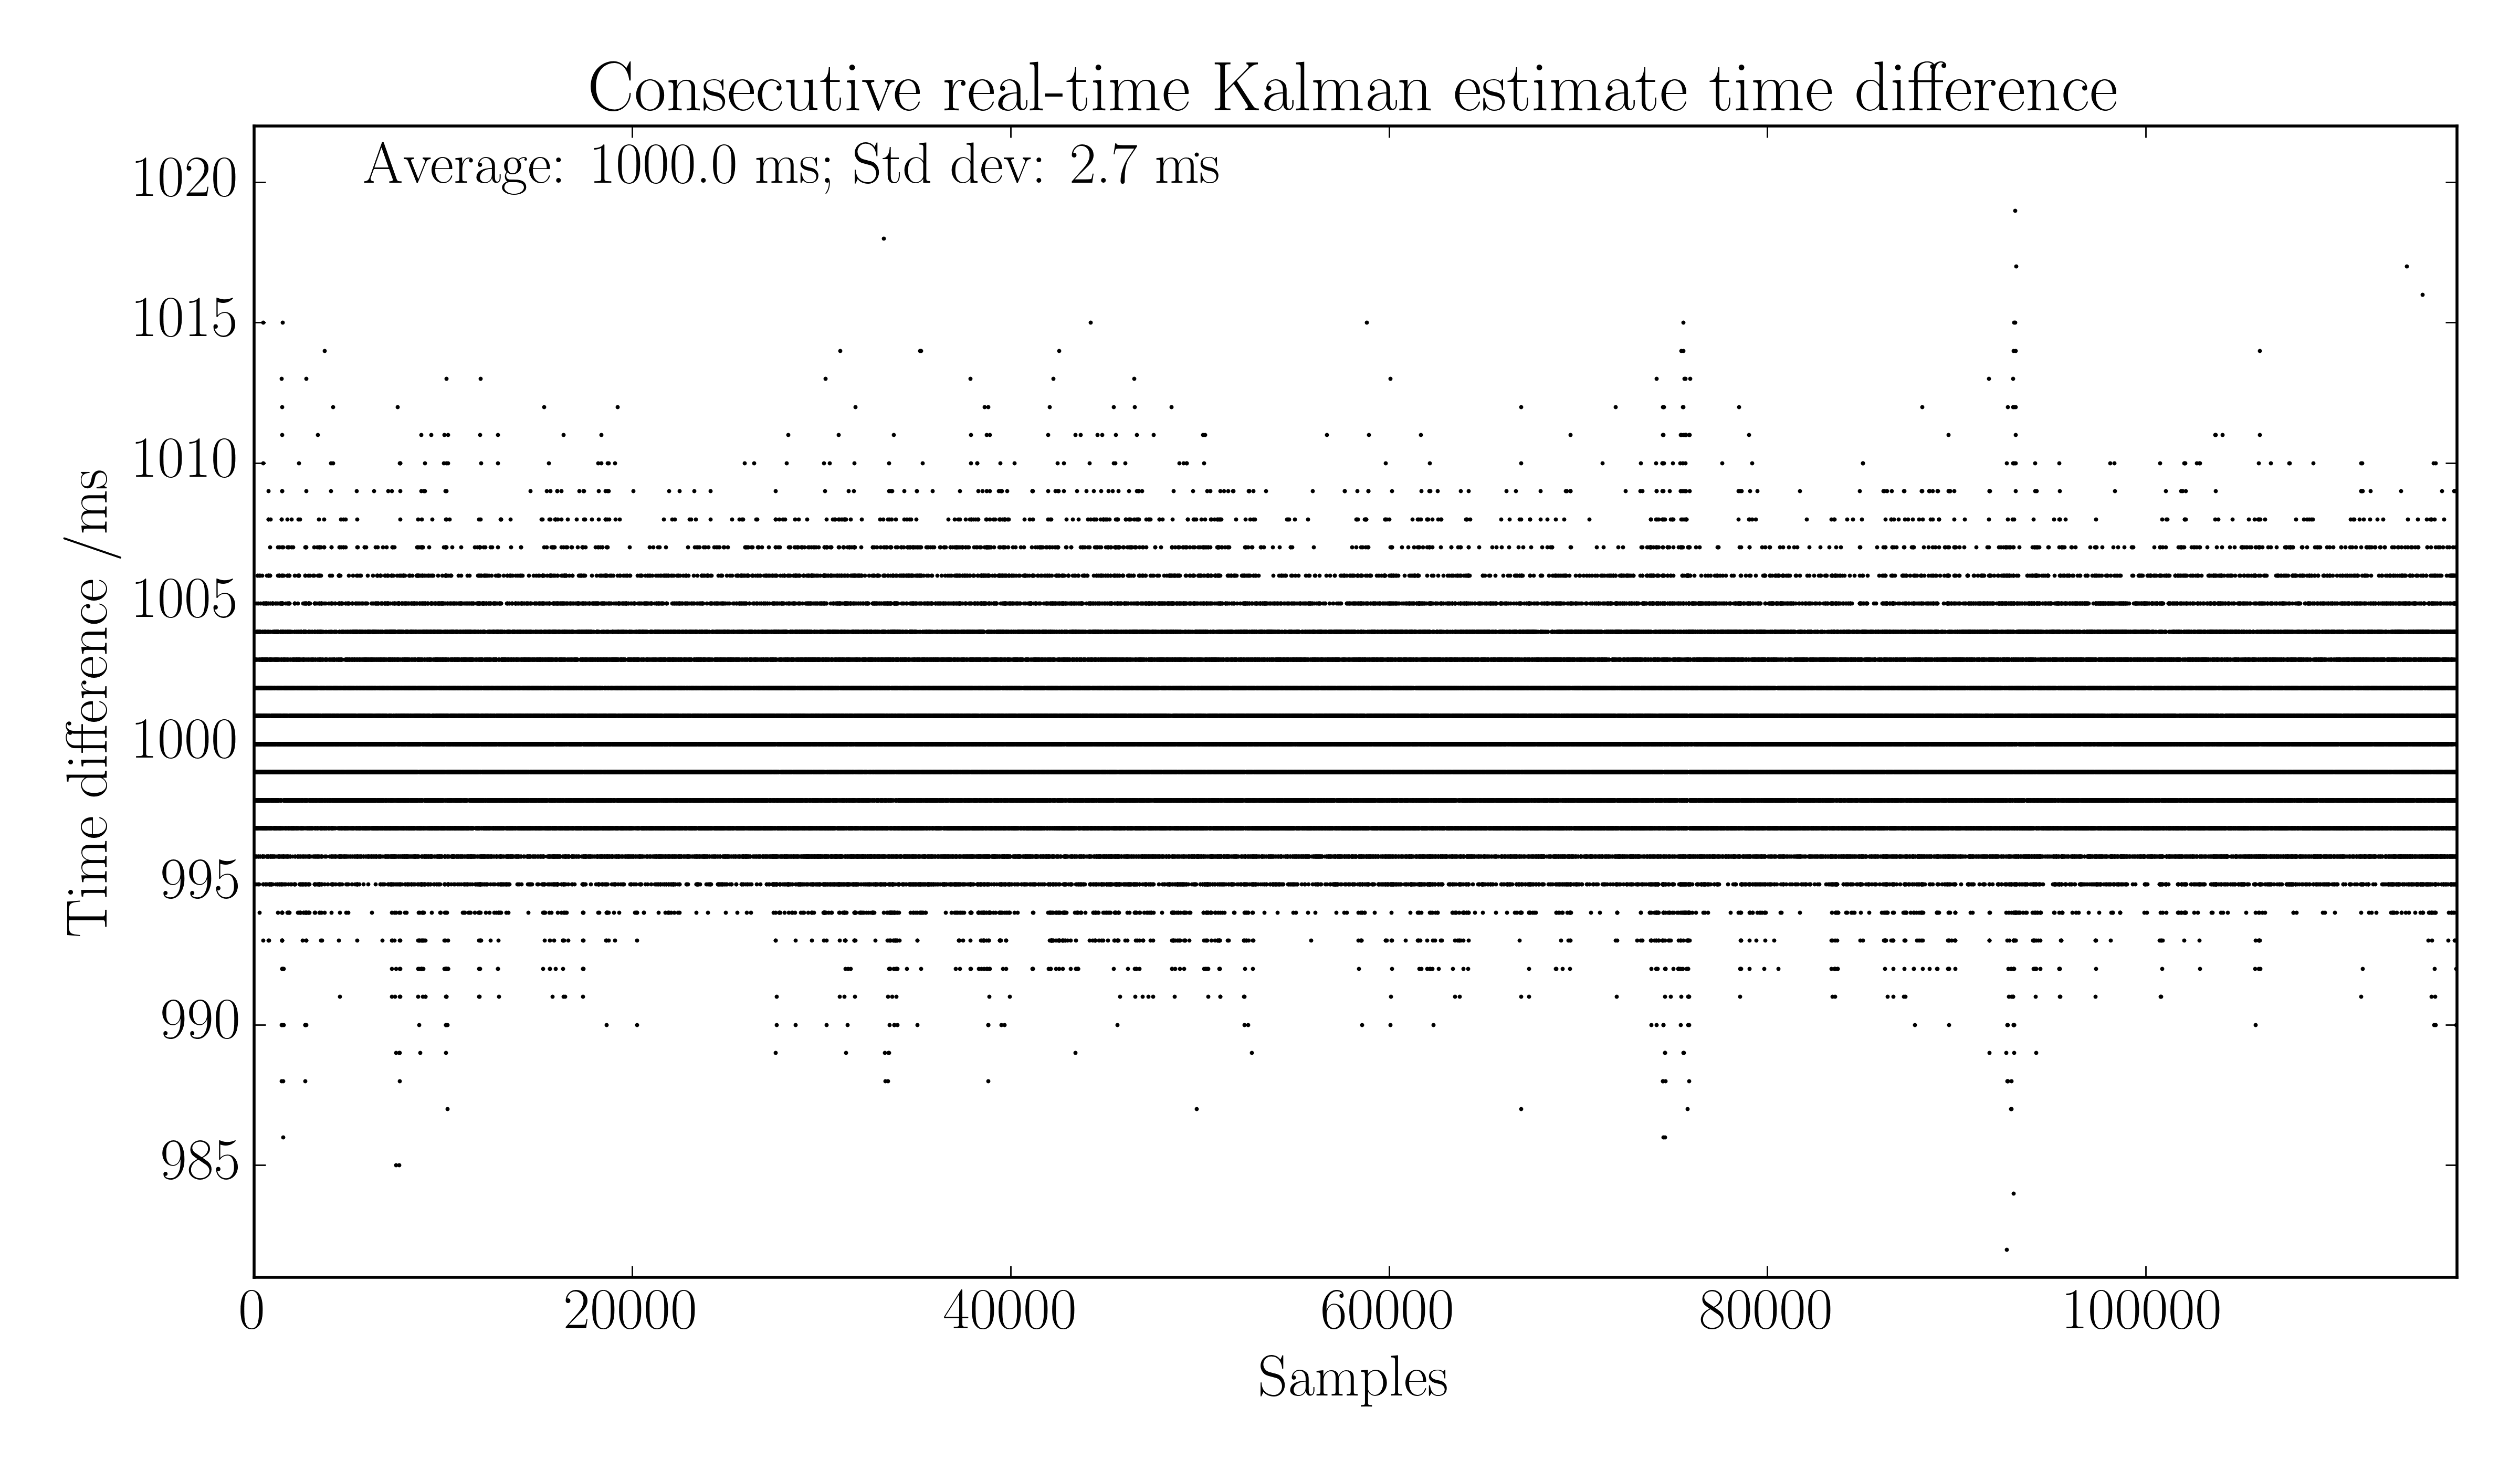 Consecutive real-time Kalman estimate time difference
Average: 1000.0 ms; Std dev: 2.7 ms
1020
1015
1010
1005
1000
995
990
985
Time difference /ms
0 20000 40000 60000 80000 100000
Samples